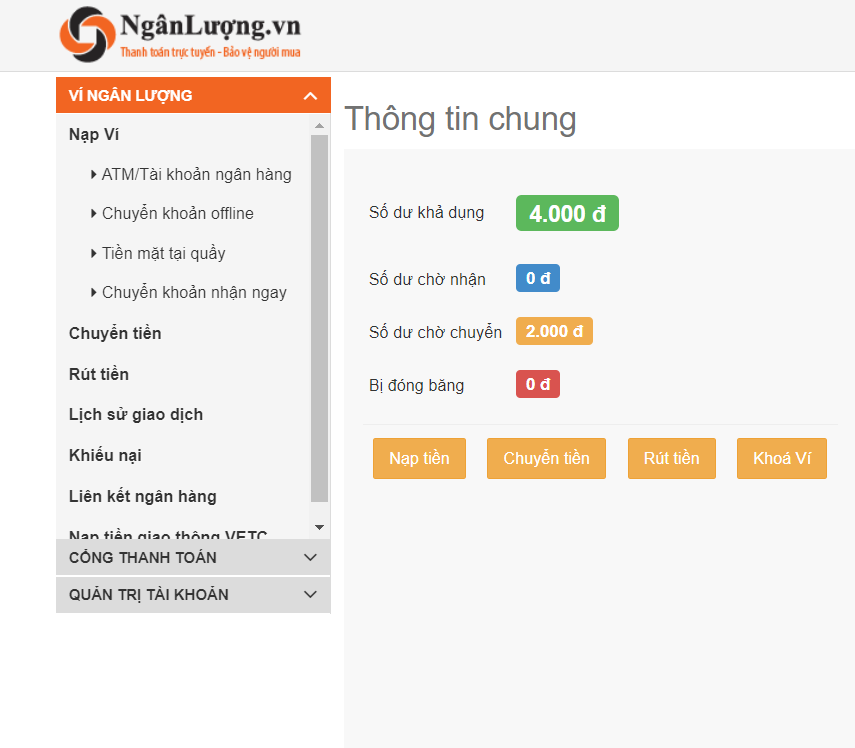 NgânLượng.vn
Thanh toán trực tuyến - Bảo vệ người mua
VÍ NGÂN LƯỢNG
Nạp Ví
ATM/Tài khoản ngân hàng
Chuyển khoản offline
Tiền mặt tại quầy
Chuyển khoản nhận ngay
Chuyển tiền
Rút tiền
Lịch sử giao dịch
Khiếu nại
Liên kết ngân hàng
Nạp tiền giao thông VETC
CỔNG THANH TOÁN
QUẢN TRỊ TÀI KHOẢN
Thông tin chung
Số dư khả dụng 4.000 đ
Số dư chờ nhận 0 đ
Số dư chờ chuyển 2.000 đ
Bị đóng băng 0 đ
Nạp tiền Chuyển tiền Rút tiền Khoá Ví